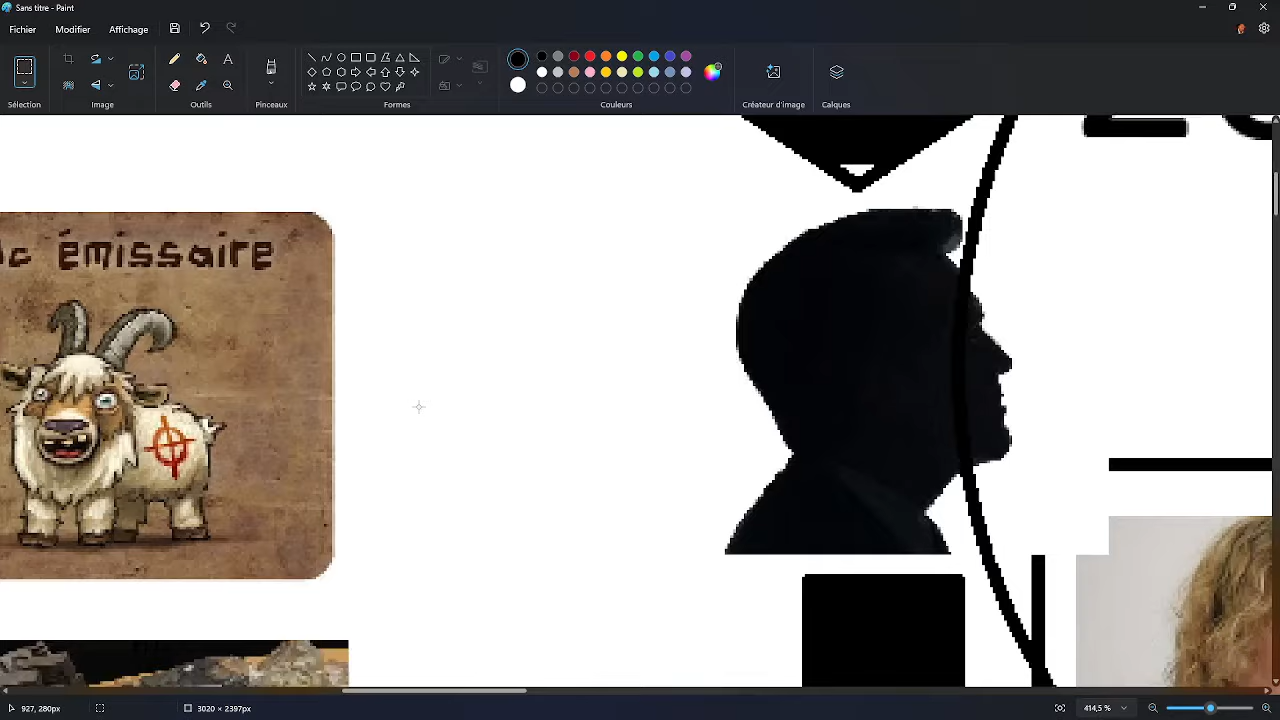 Sans titre - Paint
Fichier Modifier Affichage
A
Sélection Image Outils Pinceaux Formes Couleurs Créateur d'image Calques
émissaire
927, 280px 3020 × 2397px 414,5 %